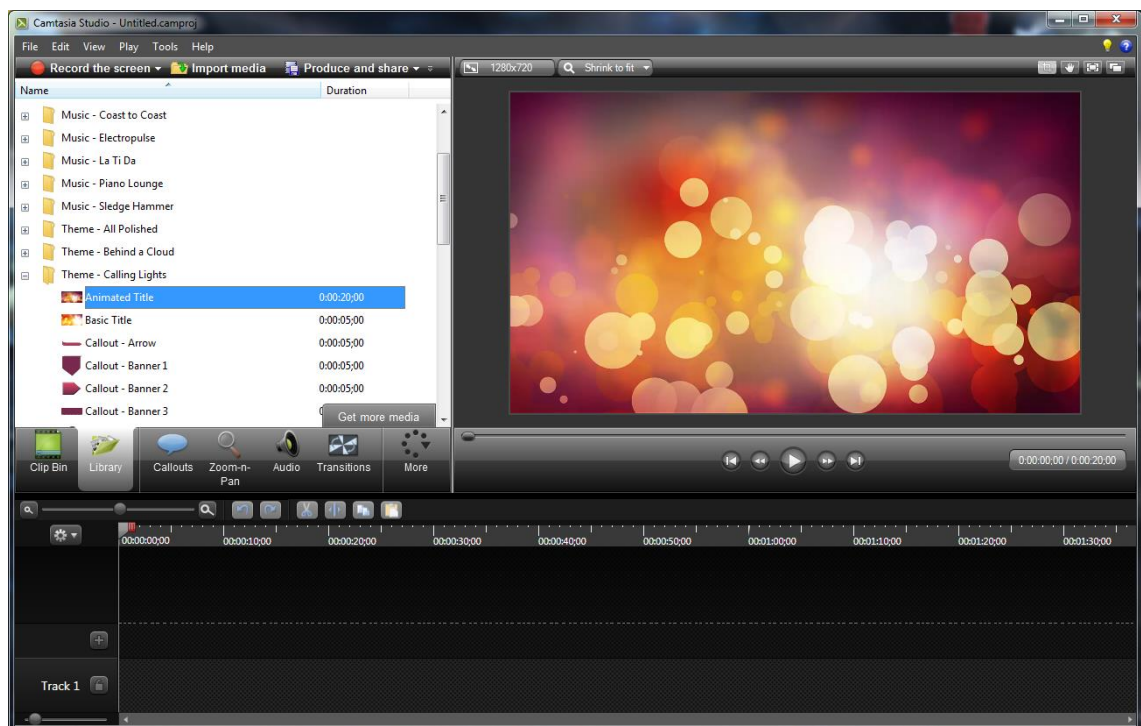 Camtasia Studio - Untitled.camproj
File Edit View Play Tools Help
Record the screen Import media Produce and share 1280x720 Shrink to fit
Name Duration
Music - Coast to Coast
Music - Electropulse
Music - La Ti Da
Music - Piano Lounge
Music - Sledge Hammer
Theme - All Polished
Theme - Behind a Cloud
Theme - Calling Lights
Animated Title 0:00:20;00
Basic Title 0:00:05;00
Callout - Arrow 0:00:05;00
Callout - Banner 1 0:00:05;00
Callout - Banner 2 0:00:05;00
Callout - Banner 3
Get more media
Clip Bin Library Callouts Zoom-n-Pan Audio Transitions More
0:00:00;00 / 0:00:20;00
00:00:00;00 00:00:10;00 00:00:20;00 00:00:30;00 00:00:40;00 00:00:50;00 00:01:00;00 00:01:10;00 00:01:20;00 00:01:30;00
Track 1